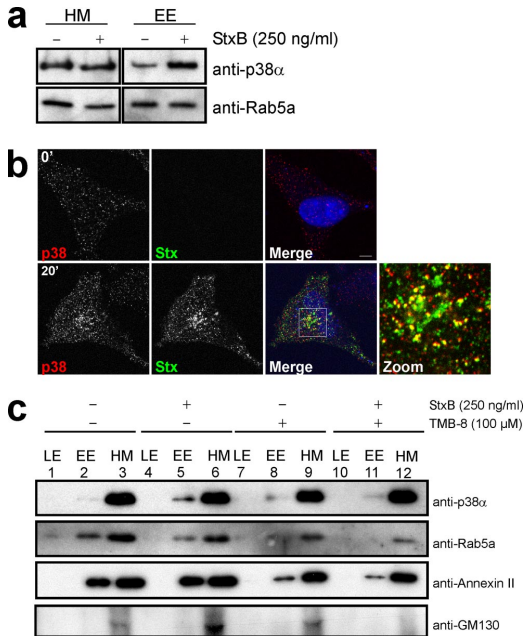 a
HM EE
– + – + StxB (250 ng/ml)
anti-p38α
anti-Rab5a
b
0’
p38 Stx Merge
20’
p38 Stx Merge Zoom
c
– + – + StxB (250 ng/ml)
– – + + TMB-8 (100 μM)
LE EE HM LE EE HM LE EE HM LE EE HM
1 2 3 4 5 6 7 8 9 10 11 12
anti-p38α
anti-Rab5a
anti-Annexin II
anti-GM130